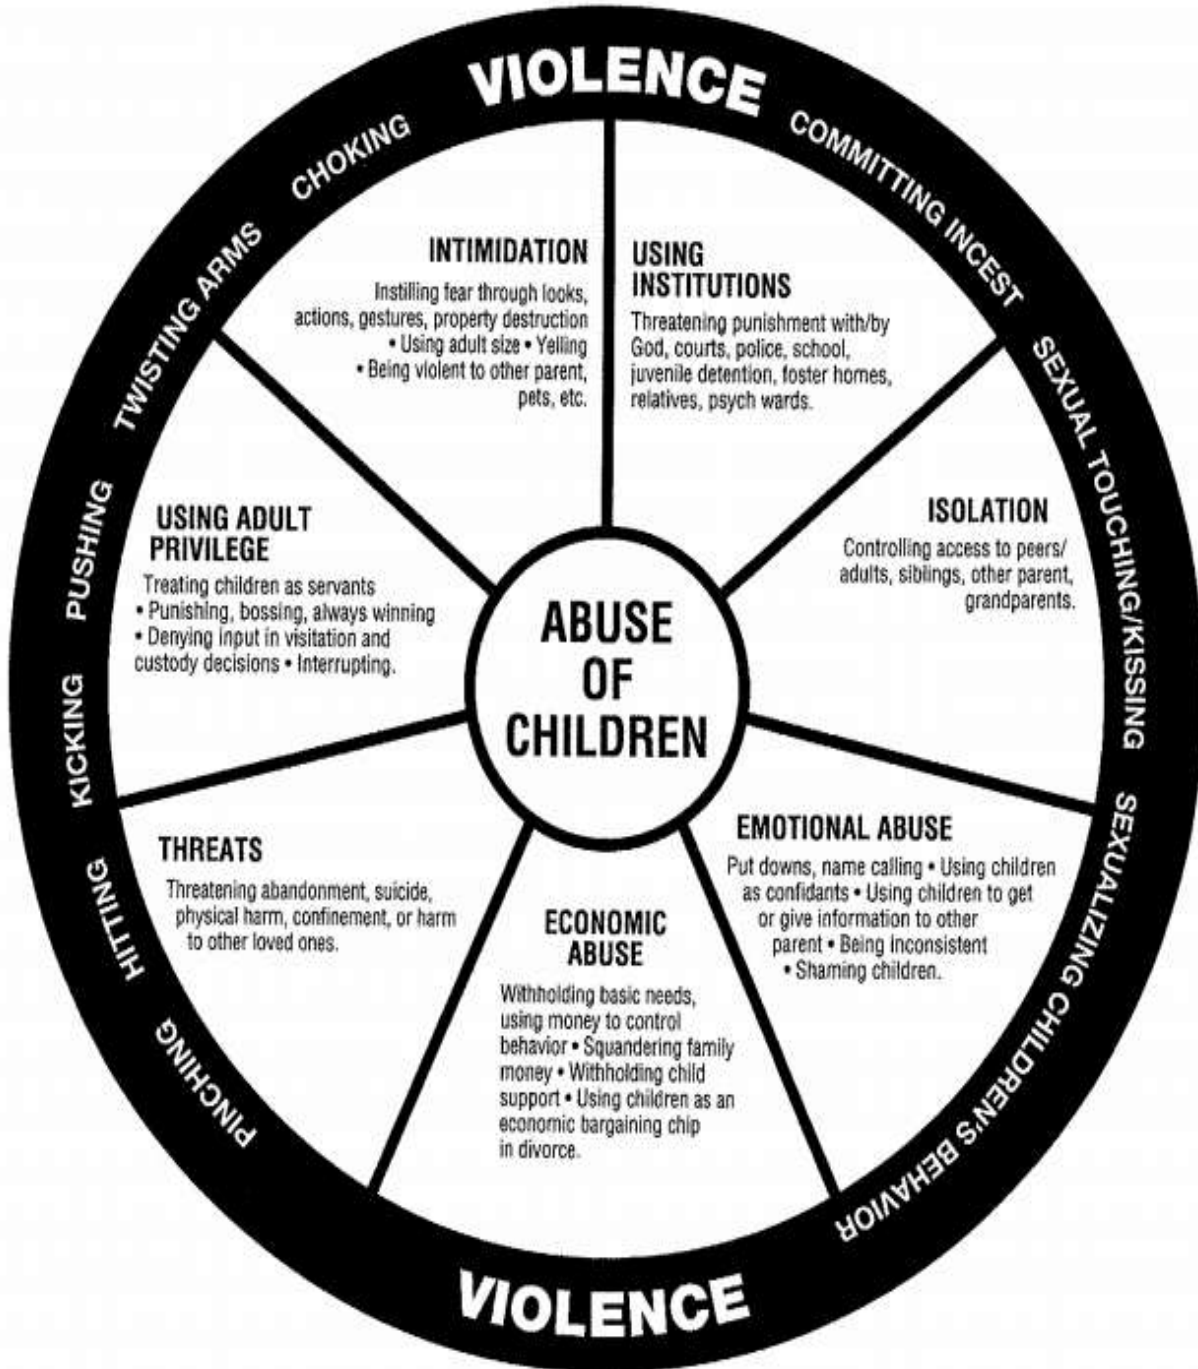 VIOLENCE
COMMITTING INCEST
SEXUAL TOUCHING/KISSING
SEXUALIZING CHILDREN'S BEHAVIOR
VIOLENCE
PINCHING
HITTING
KICKING
PUSHING
TWISTING ARMS
CHOKING
INTIMIDATION
Instilling fear through looks,
actions, gestures, property destruction
• Using adult size • Yelling
• Being violent to other parent,
pets, etc.
USING
INSTITUTIONS
Threatening punishment with/by
God, courts, police, school,
juvenile detention, foster homes,
relatives, psych wards.
ISOLATION
Controlling access to peers/
adults, siblings, other parent,
grandparents.
EMOTIONAL ABUSE
Put downs, name calling • Using children
as confidants • Using children to get
or give information to other
parent • Being inconsistent
• Shaming children.
ECONOMIC
ABUSE
Withholding basic needs,
using money to control
behavior • Squandering family
money • Withholding child
support • Using children as an
economic bargaining chip
in divorce.
THREATS
Threatening abandonment, suicide,
physical harm, confinement, or harm
to other loved ones.
USING ADULT
PRIVILEGE
Treating children as servants
• Punishing, bossing, always winning
• Denying input in visitation and
custody decisions • Interrupting.
ABUSE
OF
CHILDREN